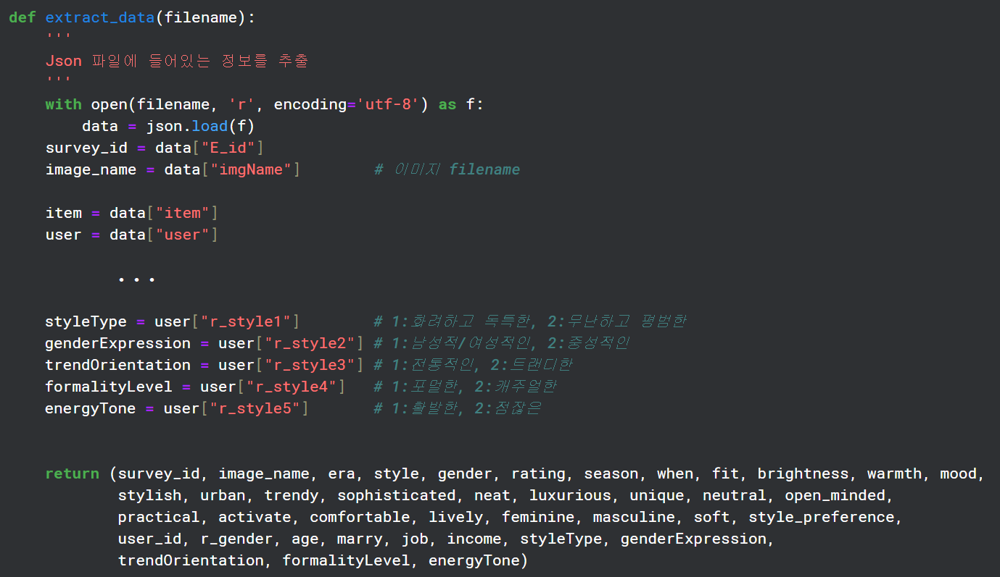 def extract_data(filename):
'''
Json 파일에 들어있는 정보를 추출
'''
with open(filename, 'r', encoding='utf-8') as f:
data = json.load(f)
survey_id = data["E_id"]
image_name = data["imgName"] # 이미지 filename
item = data["item"]
user = data["user"]
...
styleType = user["r_style1"] # 1:화려하고 독특한, 2:무난하고 평범한
genderExpression = user["r_style2"] # 1:남성적/여성적인, 2:중성적인
trendOrientation = user["r_style3"] # 1:전통적인, 2:트랜디한
formalityLevel = user["r_style4"] # 1:포멀한, 2:캐주얼한
energyTone = user["r_style5"] # 1:활발한, 2:점잖은
return (survey_id, image_name, era, style, gender, rating, season, when, fit, brightness, warmth, mood,
stylish, urban, trendy, sophisticated, neat, luxurious, unique, neutral, open_minded,
practical, activate, comfortable, lively, feminine, masculine, soft, style_preference,
user_id, r_gender, age, marry, job, income, styleType, genderExpression,
trendOrientation, formalityLevel, energyTone)